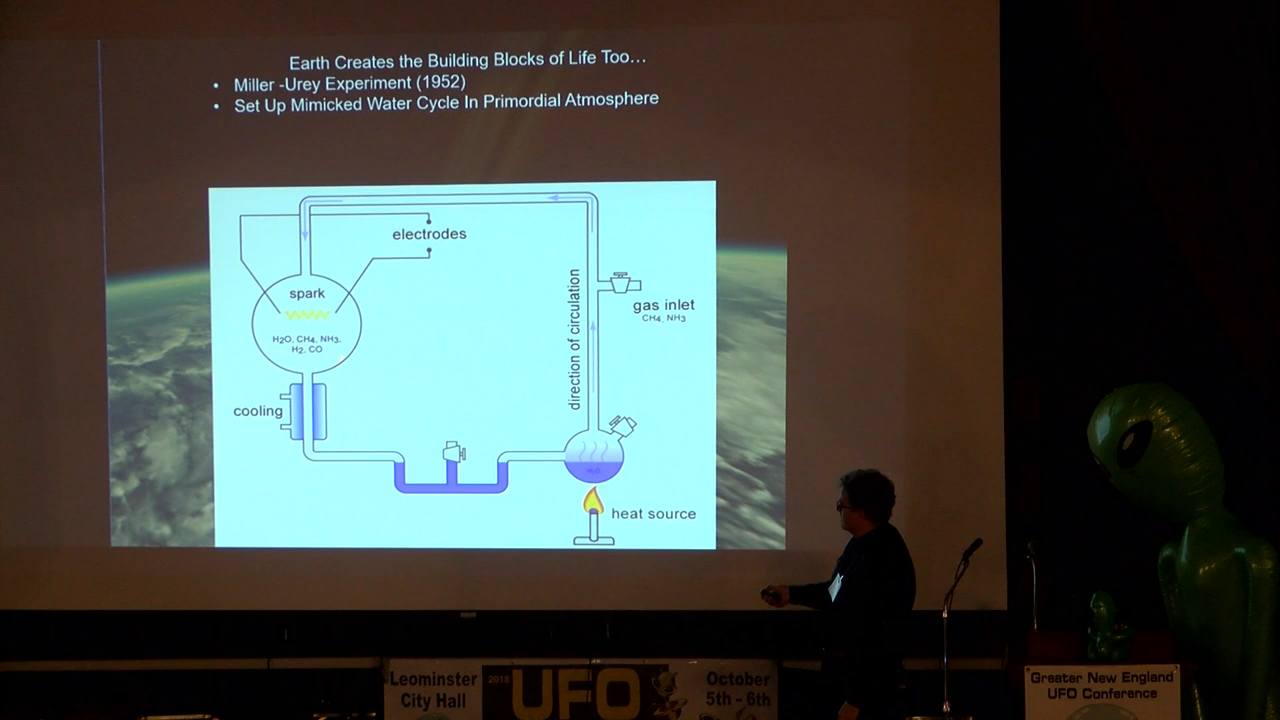 Earth Creates the Building Blocks of Life Too...
• Miller -Urey Experiment (1952)
• Set Up Mimicked Water Cycle In Primordial Atmosphere
electrodes
spark
H2O, CH4, NH3,
H2, CO
direction of circulation
gas inlet
CH4, NH3
cooling
H2O
heat source
Leominster
City Hall
2018
UFO
October
5th - 6th
Greater New England
UFO Conference